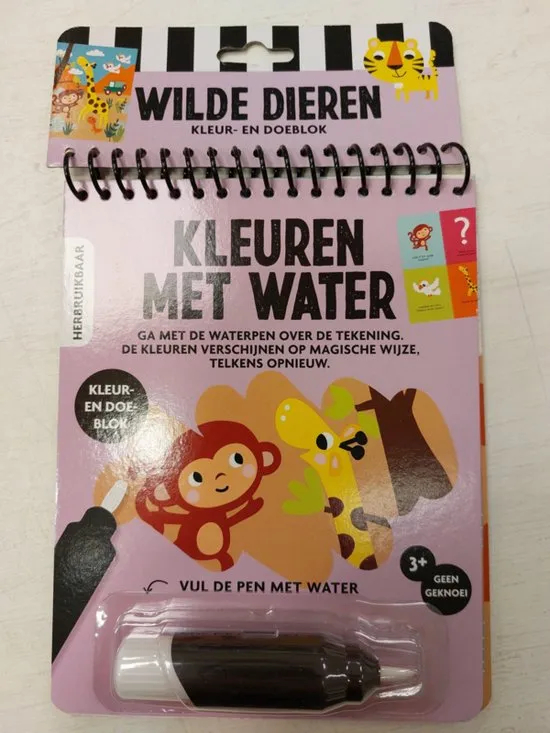 WILDE DIEREN
KLEUR- EN DOEBLOK
KLEUREN
MET WATER
HERBRUIKBAAR
?
GA MET DE WATERPEN OVER DE TEKENING.
DE KLEUREN VERSCHIJNEN OP MAGISCHE WIJZE,
TELKENS OPNIEUW.
KLEUR-
EN DOE-
BLOK
3+
GEEN
GEKNOEI
VUL DE PEN MET WATER